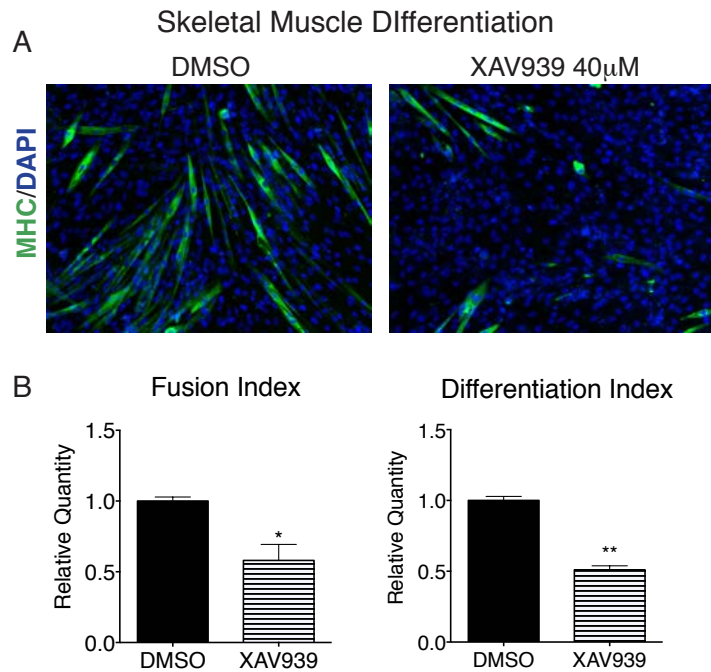 Skeletal Muscle DIfferentiation
A
DMSO
XAV939 40μM
MHC/DAPI
B
Fusion Index
Relative Quantity
1.5
1.0
0.5
0.0
*
DMSO
XAV939
Differentiation Index
Relative Quantity
1.5
1.0
0.5
0.0
**
DMSO
XAV939